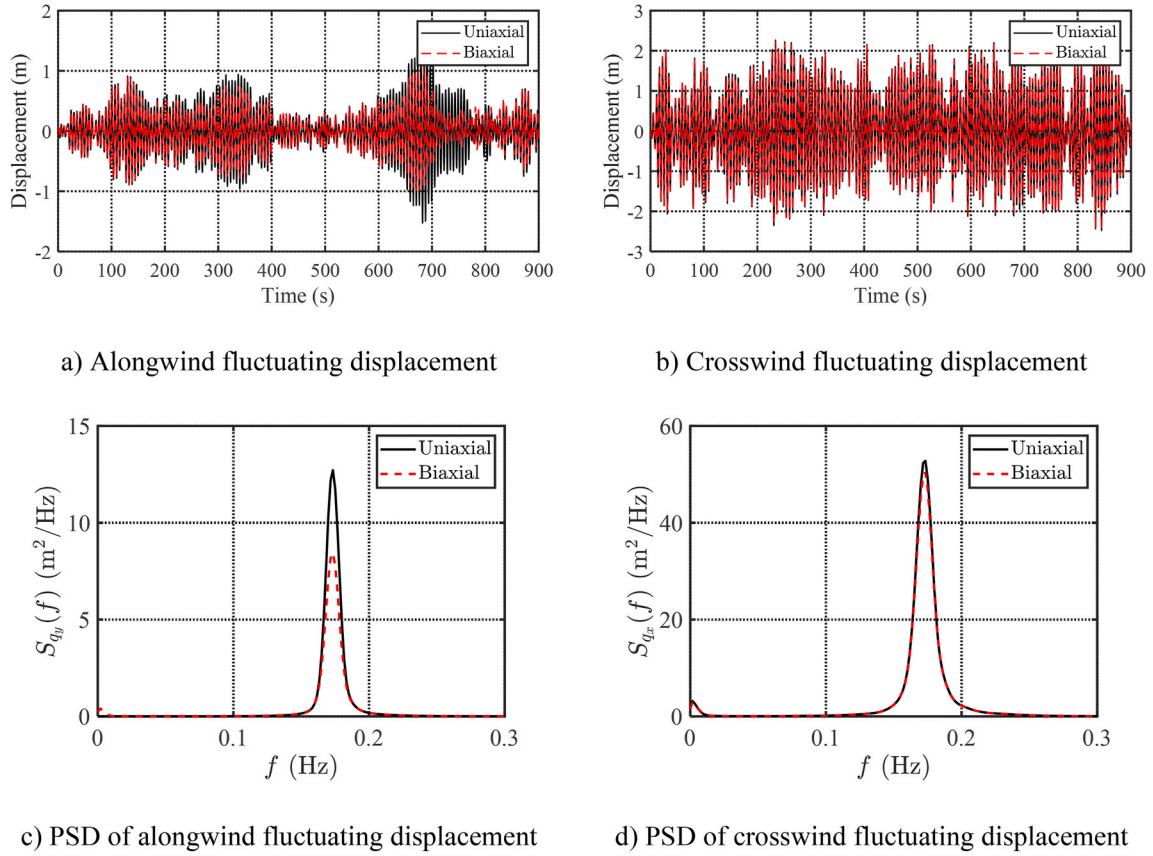 2
1
0
-1
-2
Displacement (m)
Uniaxial
Biaxial
0 100 200 300 400 500 600 700 800 900
Time (s)
3
2
1
0
-1
-2
-3
Displacement (m)
Uniaxial
Biaxial
0 100 200 300 400 500 600 700 800 900
Time (s)
a) Alongwind fluctuating displacement
b) Crosswind fluctuating displacement
15
10
5
0
S_{q_y}(f) (m²/Hz)
Uniaxial
Biaxial
0 0.1 0.2 0.3
f (Hz)
60
40
20
0
S_{q_x}(f) (m²/Hz)
Uniaxial
Biaxial
0 0.1 0.2 0.3
f (Hz)
c) PSD of alongwind fluctuating displacement
d) PSD of crosswind fluctuating displacement